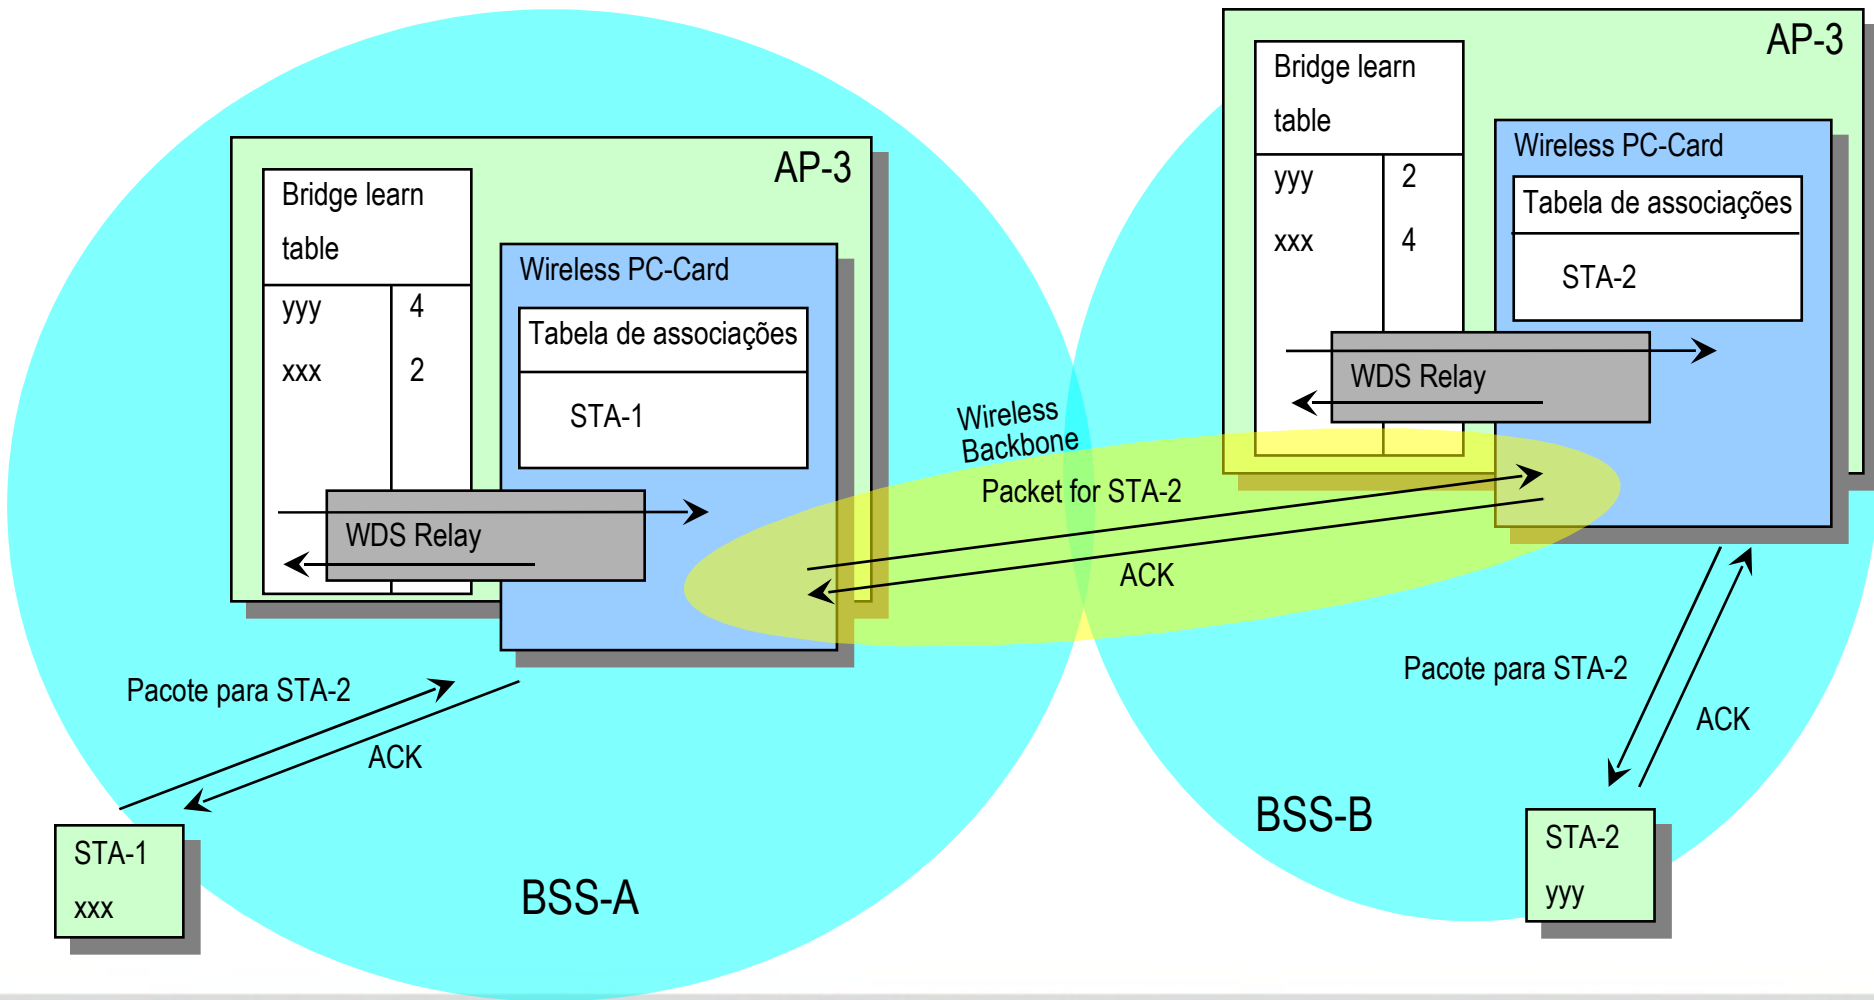 AP-3
Bridge learn
table
yyy 4
xxx 2
Wireless PC-Card
Tabela de associações
STA-1
WDS Relay
AP-3
Bridge learn
table
yyy 2
xxx 4
Wireless PC-Card
Tabela de associações
STA-2
WDS Relay
Wireless
Backbone
Packet for STA-2
ACK
Pacote para STA-2
ACK
STA-1
xxx
BSS-A
Pacote para STA-2
ACK
BSS-B
STA-2
yyy